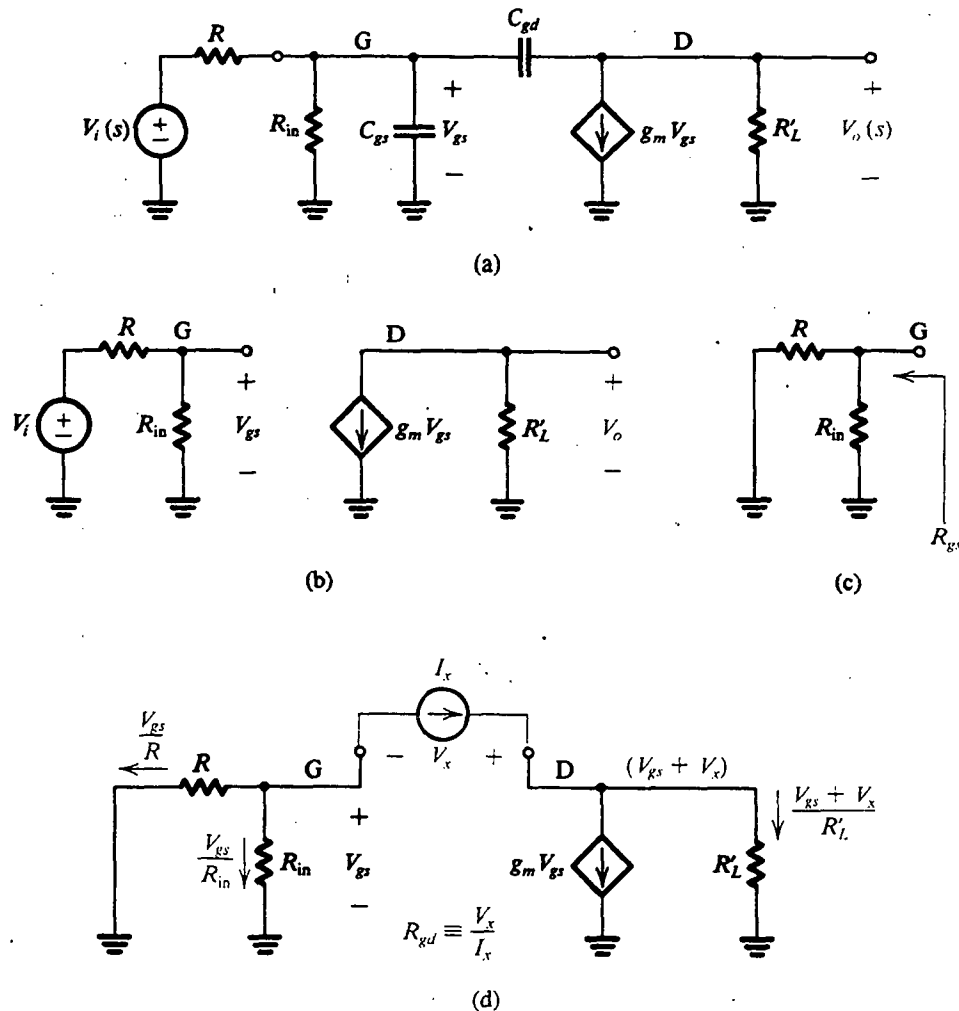 C_gd
R G D
+ +
V_i(s) + − R_in C_gs V_gs g_m V_gs R'_L V_o(s)
− −
(a)
R G D R G
+ +
V_i + − R_in V_gs g_m V_gs R'_L V_o R_in
− −
R_gs
(b) (c)
I_x
V_gs/R − V_x +
R G D (V_gs + V_x)
+ (V_gs + V_x)/R'_L
V_gs/R_in R_in V_gs g_m V_gs R'_L
−
R_gd ≡ V_x/I_x
(d)